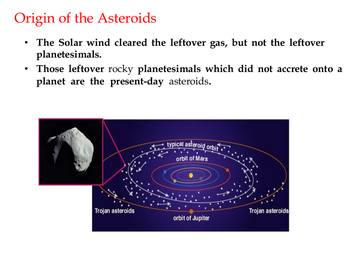 Origin of the Asteroids
• The Solar wind cleared the leftover gas, but not the leftover
planetesimals.
• Those leftover rocky planetesimals which did not accrete onto a
planet are the present-day asteroids.
typical asteroid orbit
orbit of Mars
Trojan asteroids
orbit of Jupiter
Trojan asteroids